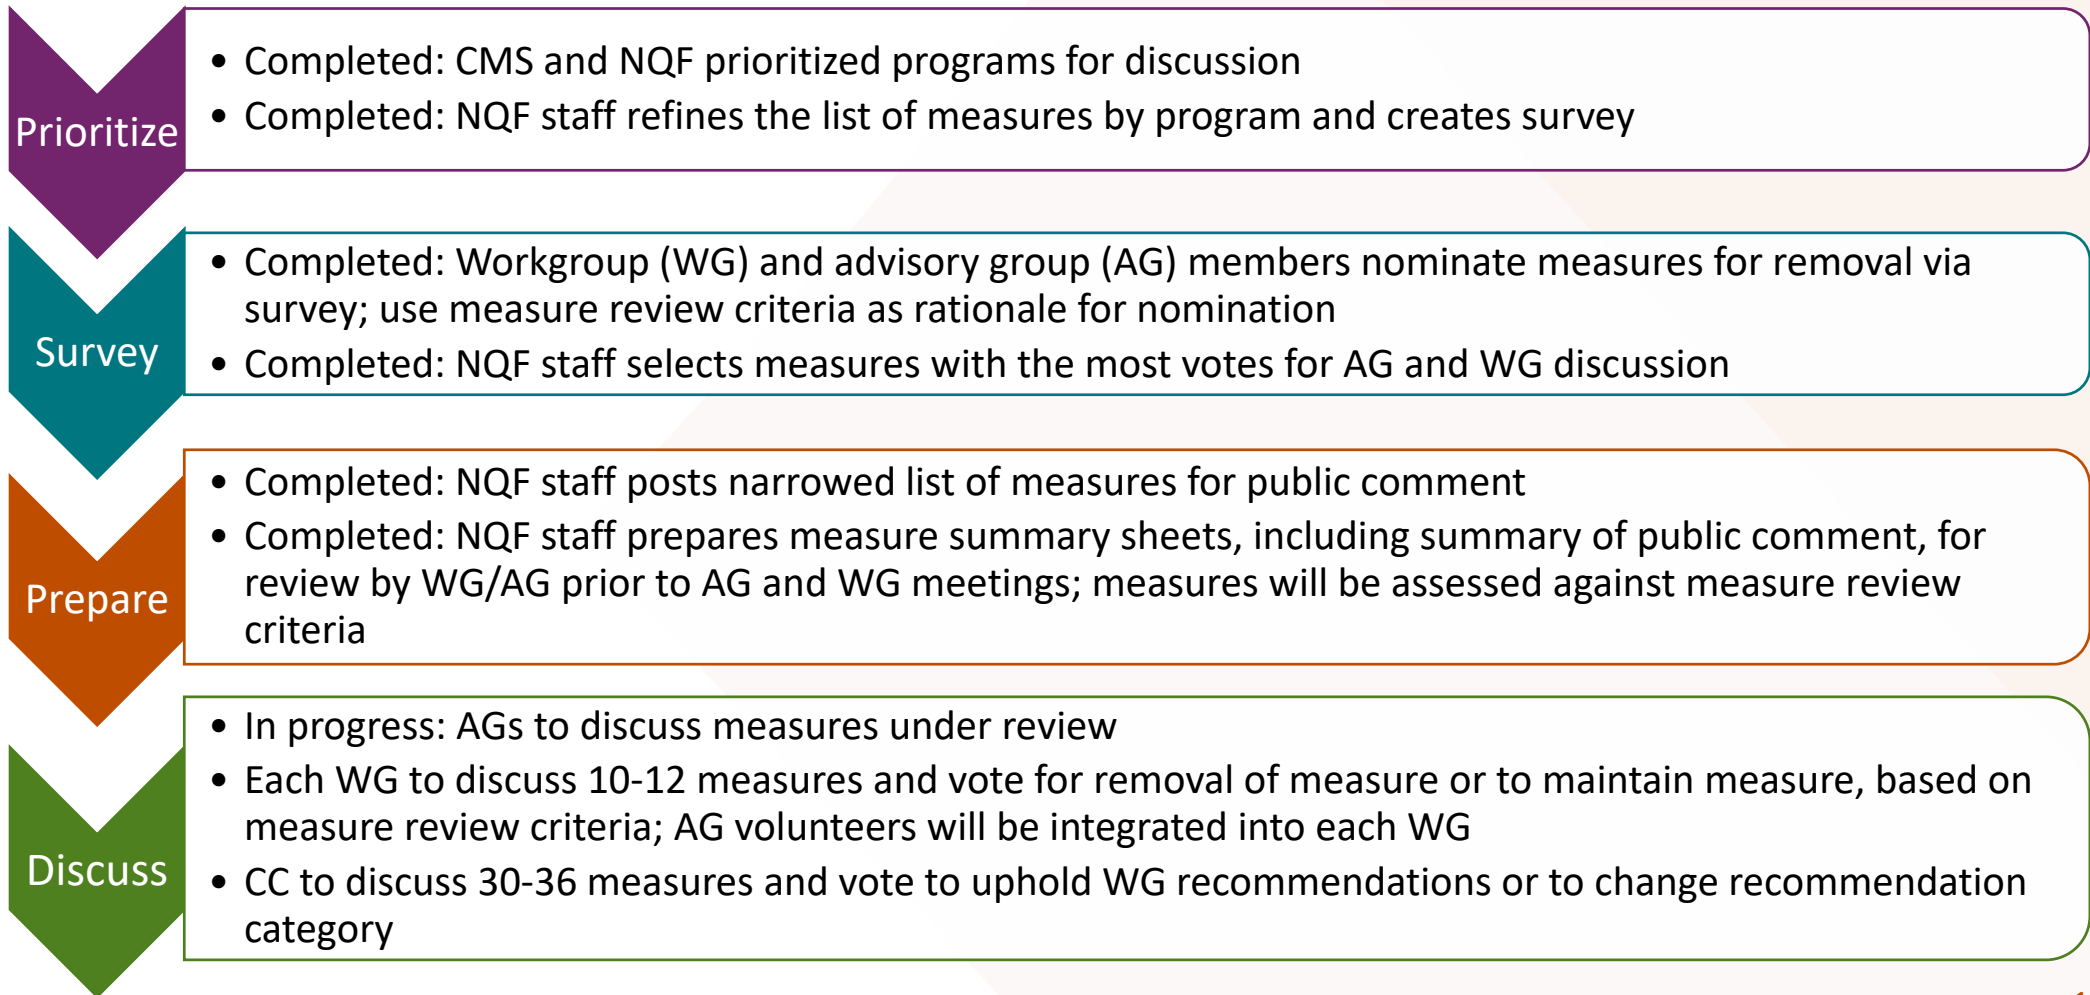 Prioritize
• Completed: CMS and NQF prioritized programs for discussion
• Completed: NQF staff refines the list of measures by program and creates survey
Survey
• Completed: Workgroup (WG) and advisory group (AG) members nominate measures for removal via
survey; use measure review criteria as rationale for nomination
• Completed: NQF staff selects measures with the most votes for AG and WG discussion
Prepare
• Completed: NQF staff posts narrowed list of measures for public comment
• Completed: NQF staff prepares measure summary sheets, including summary of public comment, for
review by WG/AG prior to AG and WG meetings; measures will be assessed against measure review
criteria
Discuss
• In progress: AGs to discuss measures under review
• Each WG to discuss 10-12 measures and vote for removal of measure or to maintain measure, based on
measure review criteria; AG volunteers will be integrated into each WG
• CC to discuss 30-36 measures and vote to uphold WG recommendations or to change recommendation
category